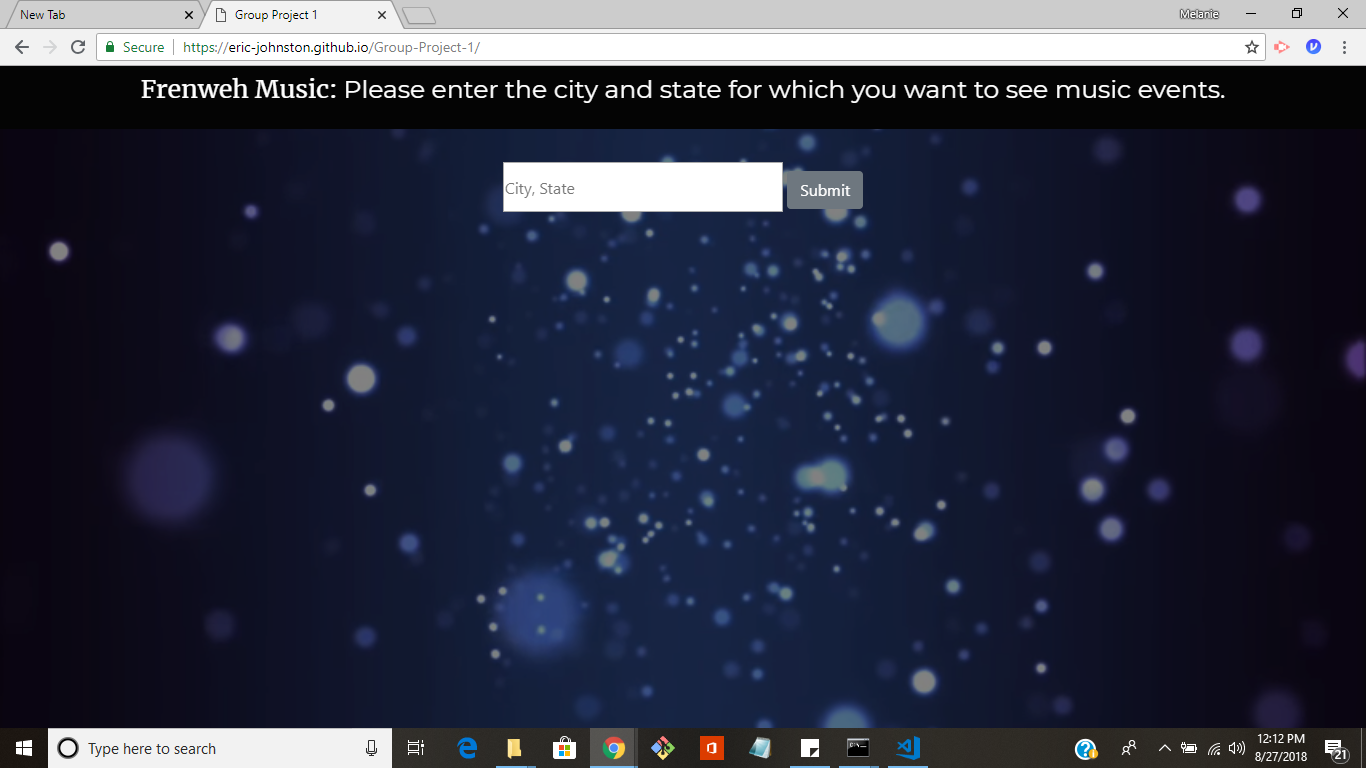 New Tab
Group Project 1
Melanie
Secure
https://eric-johnston.github.io/Group-Project-1/
Frenweh Music: Please enter the city and state for which you want to see music events.
City, State
Submit
Type here to search
12:12 PM
8/27/2018
21